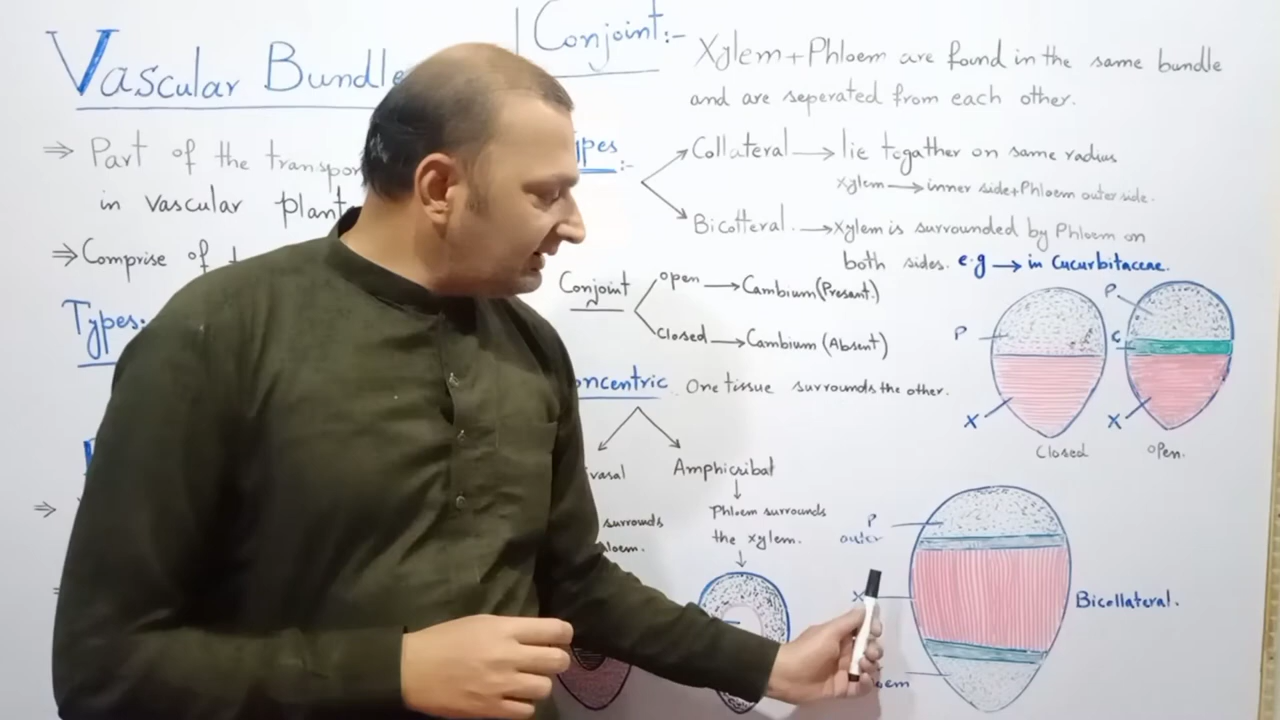 Vascular Bundle
⇒ Part of the transpor
in vascular plant
⇒ Comprise of
Types:
⇒
Conjoint:-
Xylem+Phloem are found in the same bundle
and are seperated from each other.
ypes:-
Collateral → lie togather on same radius
Xylem → inner side+Phloem outer side.
Bicolteral. → Xylem is surrounded by Phloem on
both sides. e.g → in Cucurbitaceae.
Conjoint
open → Cambium(Presant.)
closed → Cambium (Absent)
oncentric. One tissue surrounds the other.
ivasal
surrounds
loem.
Amphicribal
↓
Phloem surrounds
the xylem.
↓
P
X
Closed
P
C
X
open.
P
outer
X
oem
Bicollateral.